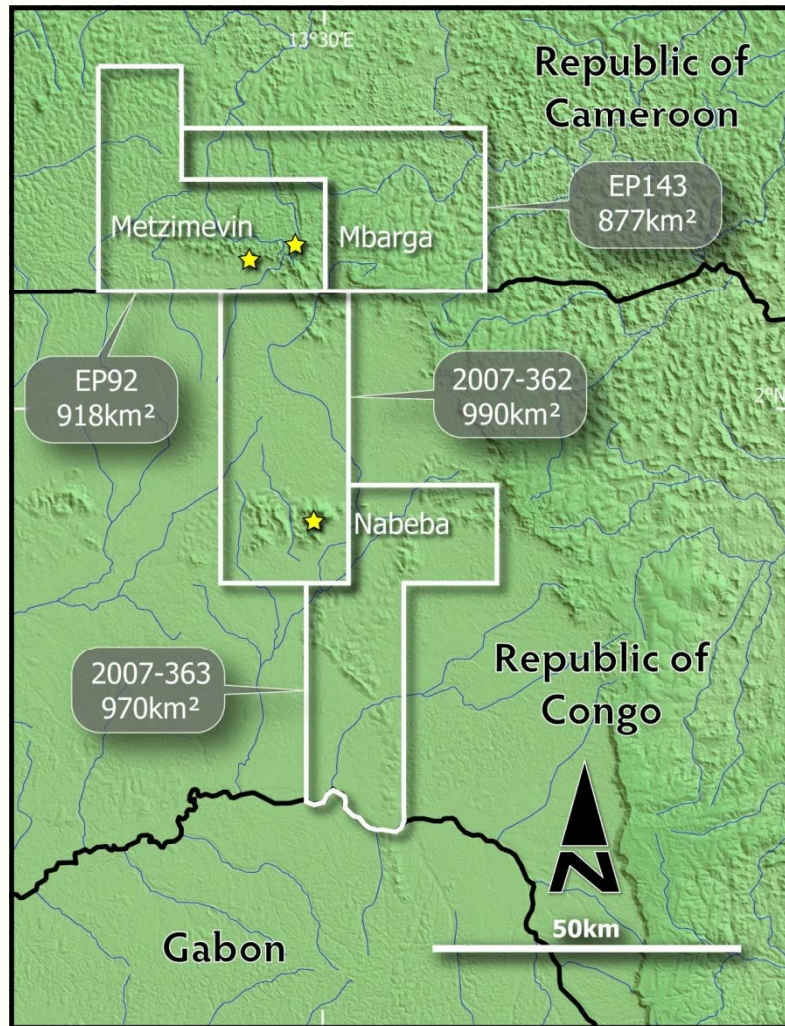 13°30'E
Republic of
Cameroon
EP143
877km²
Metzimevin
Mbarga
EP92
918km²
2007-362
990km²
2°N
Nabeba
2007-363
970km²
Republic of
Congo
N
50km
Gabon